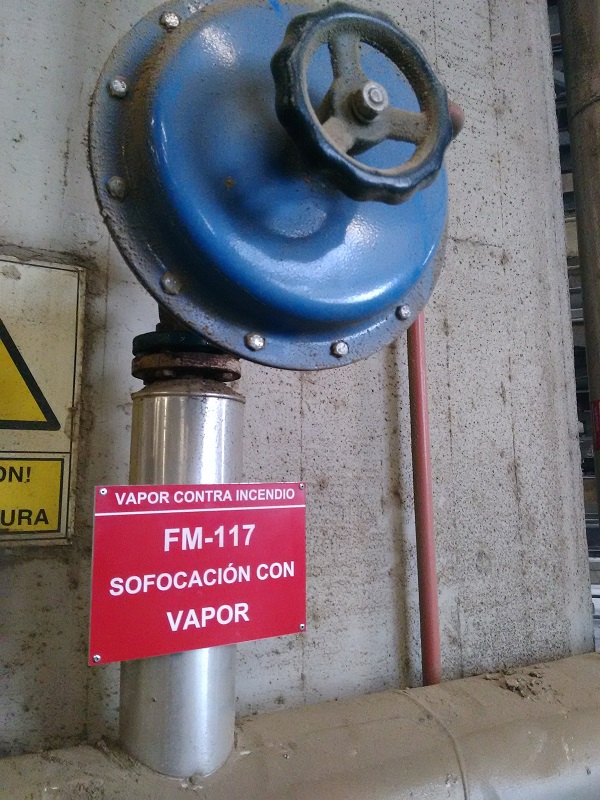 VAPOR CONTRA INCENDIO
FM-117
SOFOCACIÓN CON
VAPOR
ON!
URA